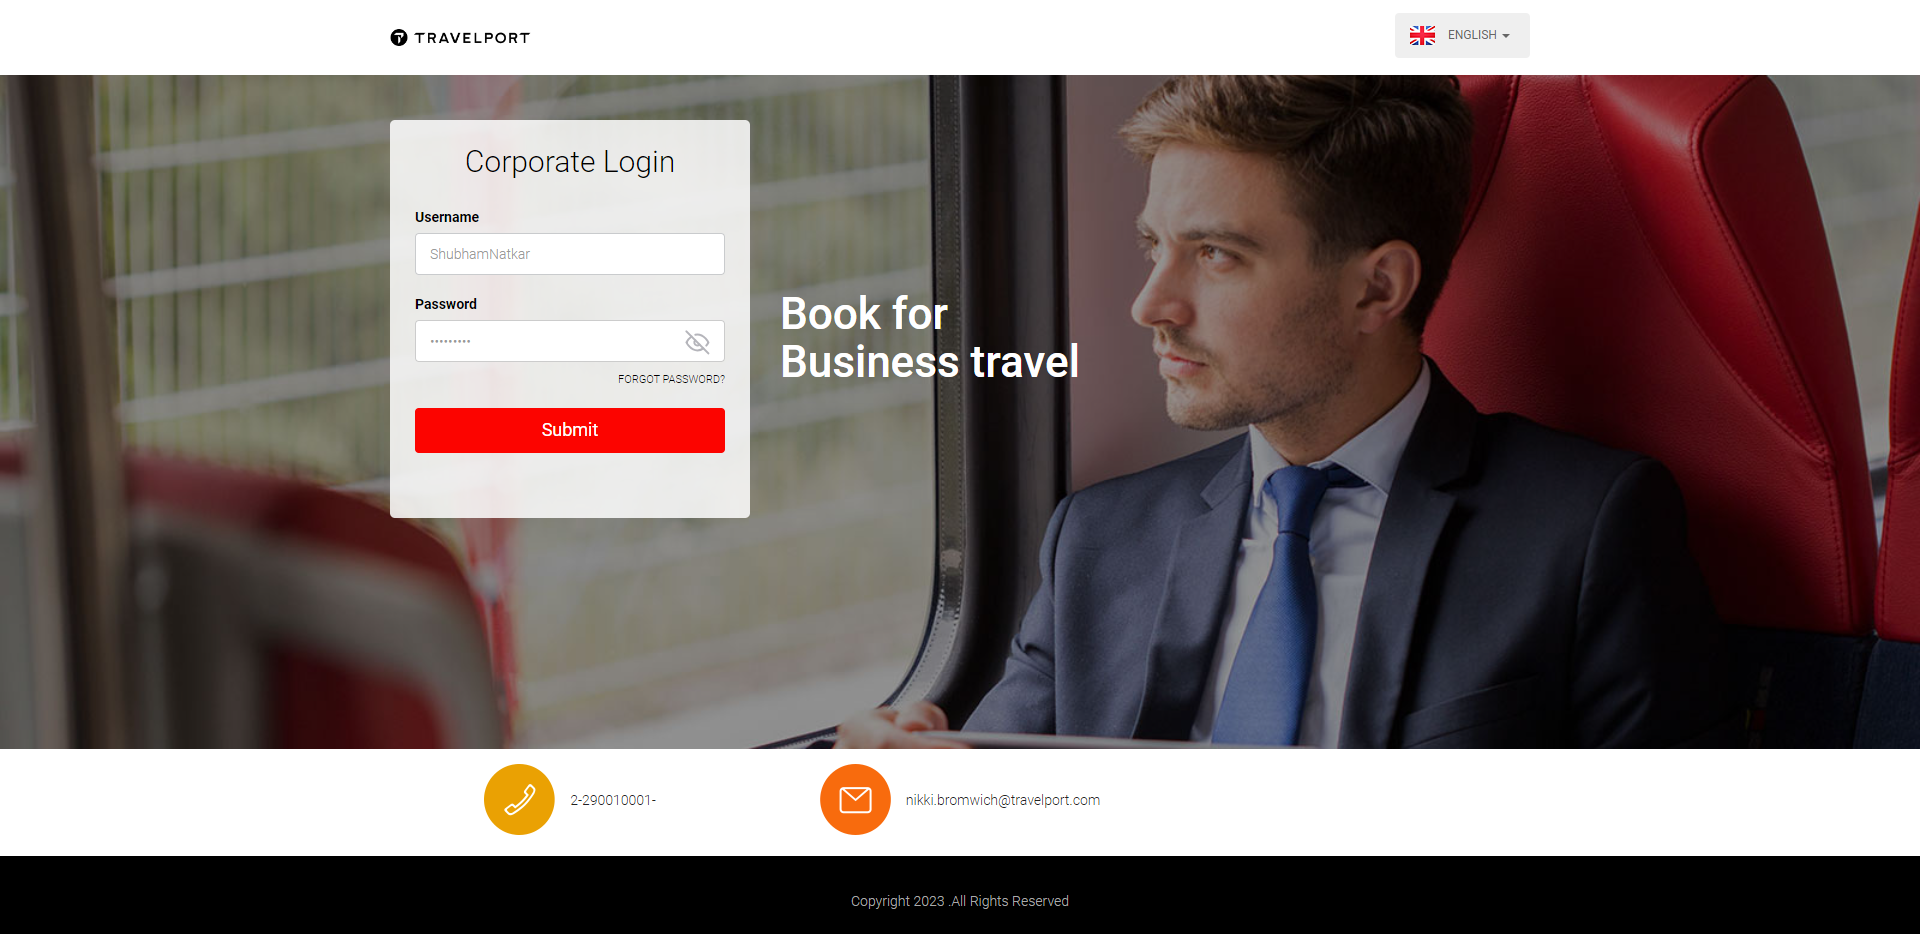 TRAVELPORT
ENGLISH
Corporate Login
Username
ShubhamNatkar
Password
•••••••••
FORGOT PASSWORD?
Submit
Book for
Business travel
2-290010001-
nikki.bromwich@travelport.com
Copyright 2023 .All Rights Reserved